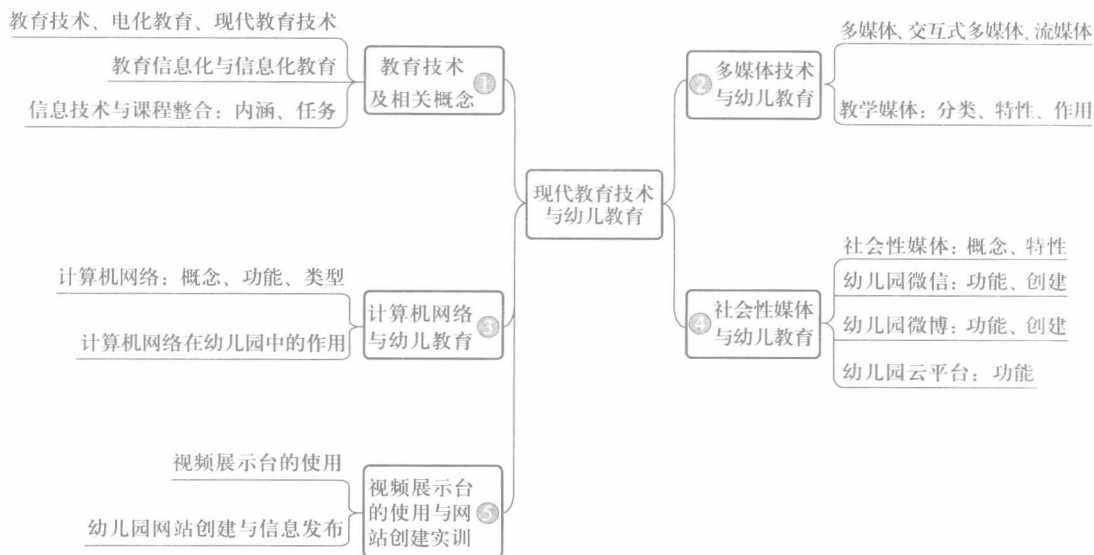 教育技术、电化教育、现代教育技术
教育信息化与信息化教育
信息技术与课程整合：内涵、任务
教育技术
及相关概念
①
多媒体、交互式多媒体、流媒体
教学媒体：分类、特性、作用
②
多媒体技术
与幼儿教育
现代教育技术
与幼儿教育
计算机网络：概念、功能、类型
计算机网络在幼儿园中的作用
计算机网络
与幼儿教育
③
社会性媒体：概念、特性
幼儿园微信：功能、创建
幼儿园微博：功能、创建
幼儿园云平台：功能
④
社会性媒体
与幼儿教育
视频展示台的使用
幼儿园网站创建与信息发布
视频展示台
的使用与网
站创建实训
⑤